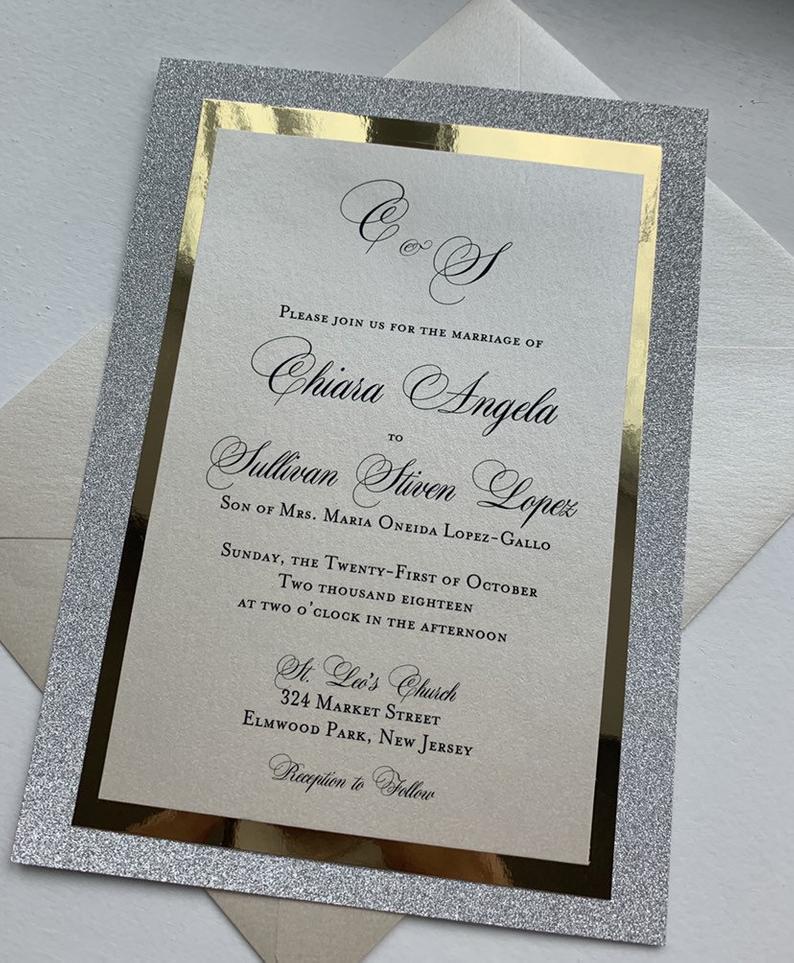 C & S
Please join us for the marriage of
Chiara Angela
to
Sullivan Stiven Lopez
Son of Mrs. Maria Oneida Lopez-Gallo
Sunday, the Twenty-First of October
Two thousand eighteen
at two o'clock in the afternoon
St. Leo's Church
324 Market Street
Elmwood Park, New Jersey
Reception to Follow